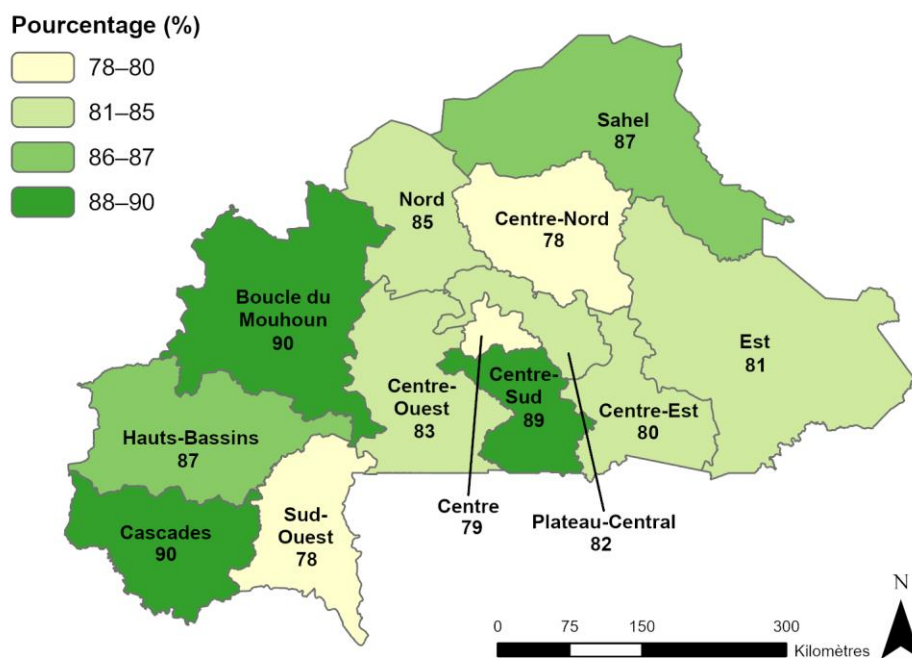 Pourcentage (%)
78–80
81–85
86–87
88–90
Sahel
87
Nord
85
Centre-Nord
78
Boucle du
Mouhoun
90
Est
81
Centre-
Ouest
83
Centre-
Sud
89
Centre-Est
80
Hauts-Bassins
87
Centre
79
Plateau-Central
82
Cascades
90
Sud-
Ouest
78
N
0 75 150 300
Kilomètres